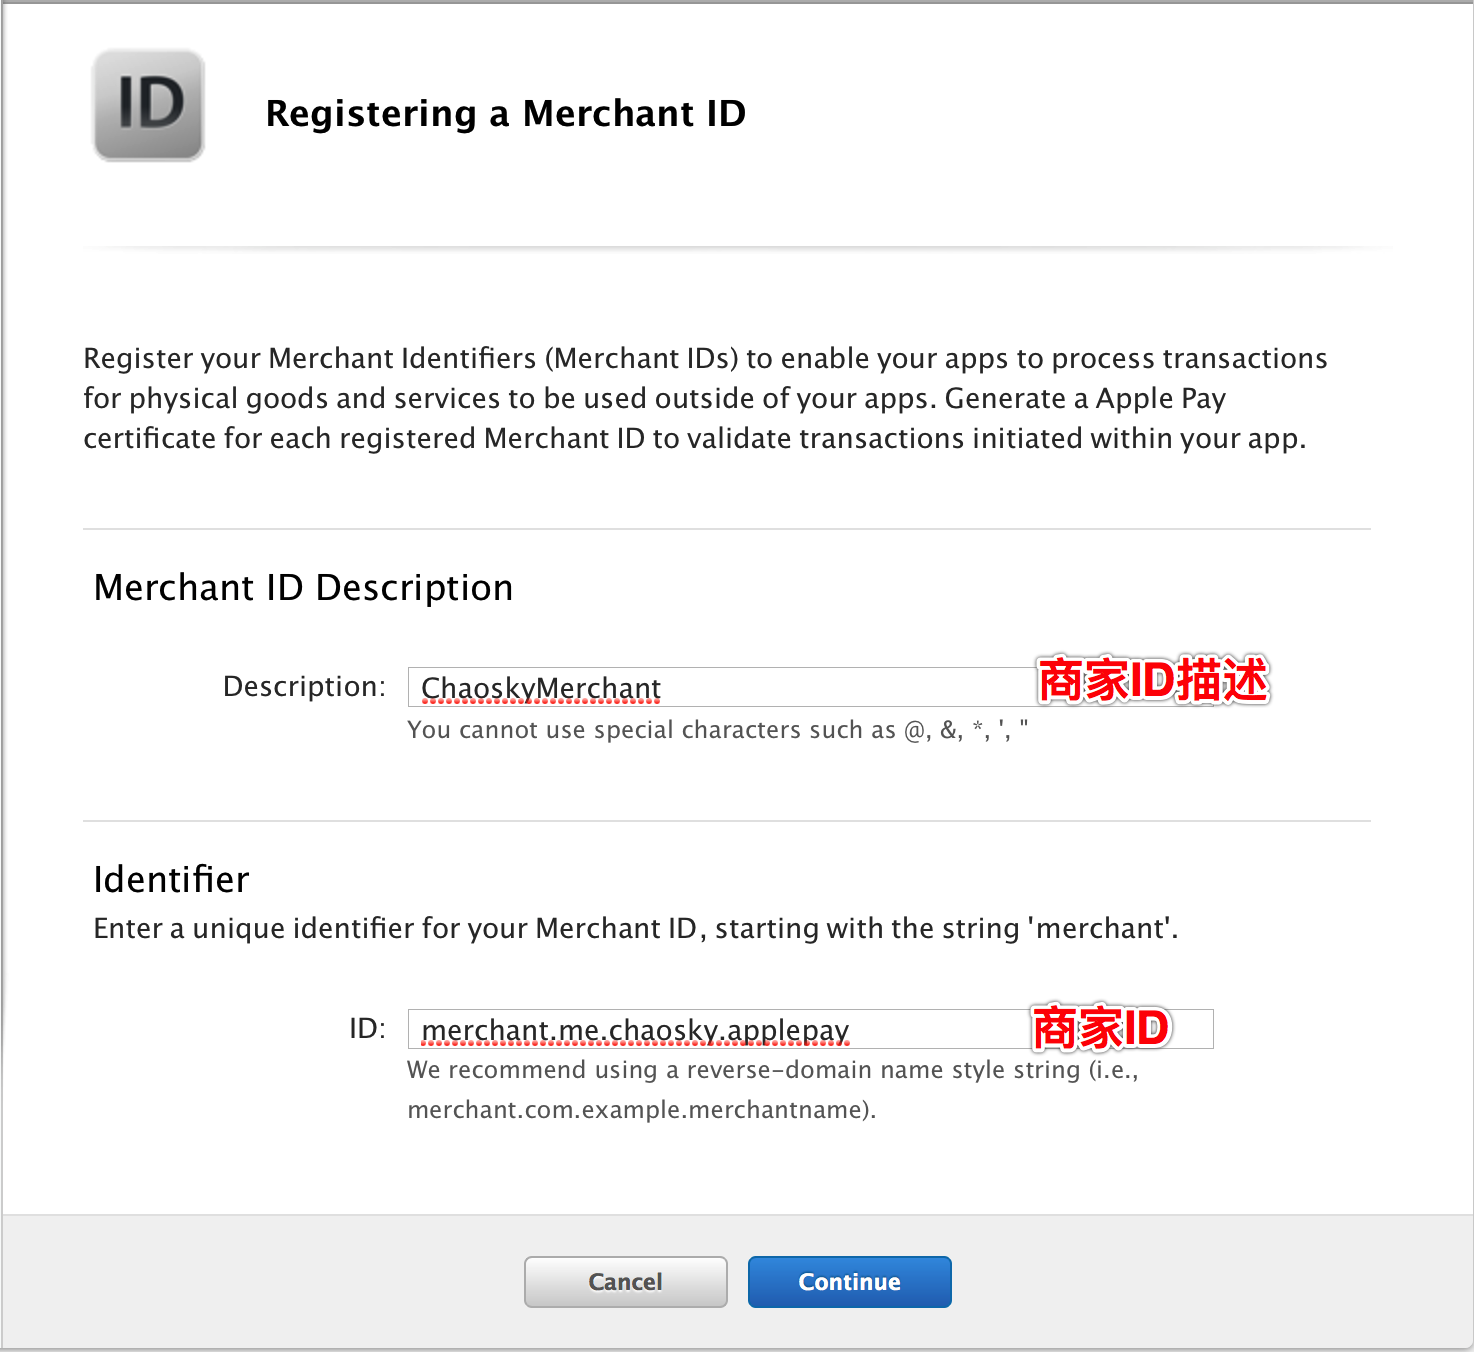 ID
Registering a Merchant ID
Register your Merchant Identifiers (Merchant IDs) to enable your apps to process transactions
for physical goods and services to be used outside of your apps. Generate a Apple Pay
certificate for each registered Merchant ID to validate transactions initiated within your app.
Merchant ID Description
Description: ChaoskyMerchant 商家ID描述
You cannot use special characters such as @, &, *, ', "
Identifier
Enter a unique identifier for your Merchant ID, starting with the string 'merchant'.
ID: merchant.me.chaosky.applepay 商家ID
We recommend using a reverse-domain name style string (i.e.,
merchant.com.example.merchantname).
Cancel Continue